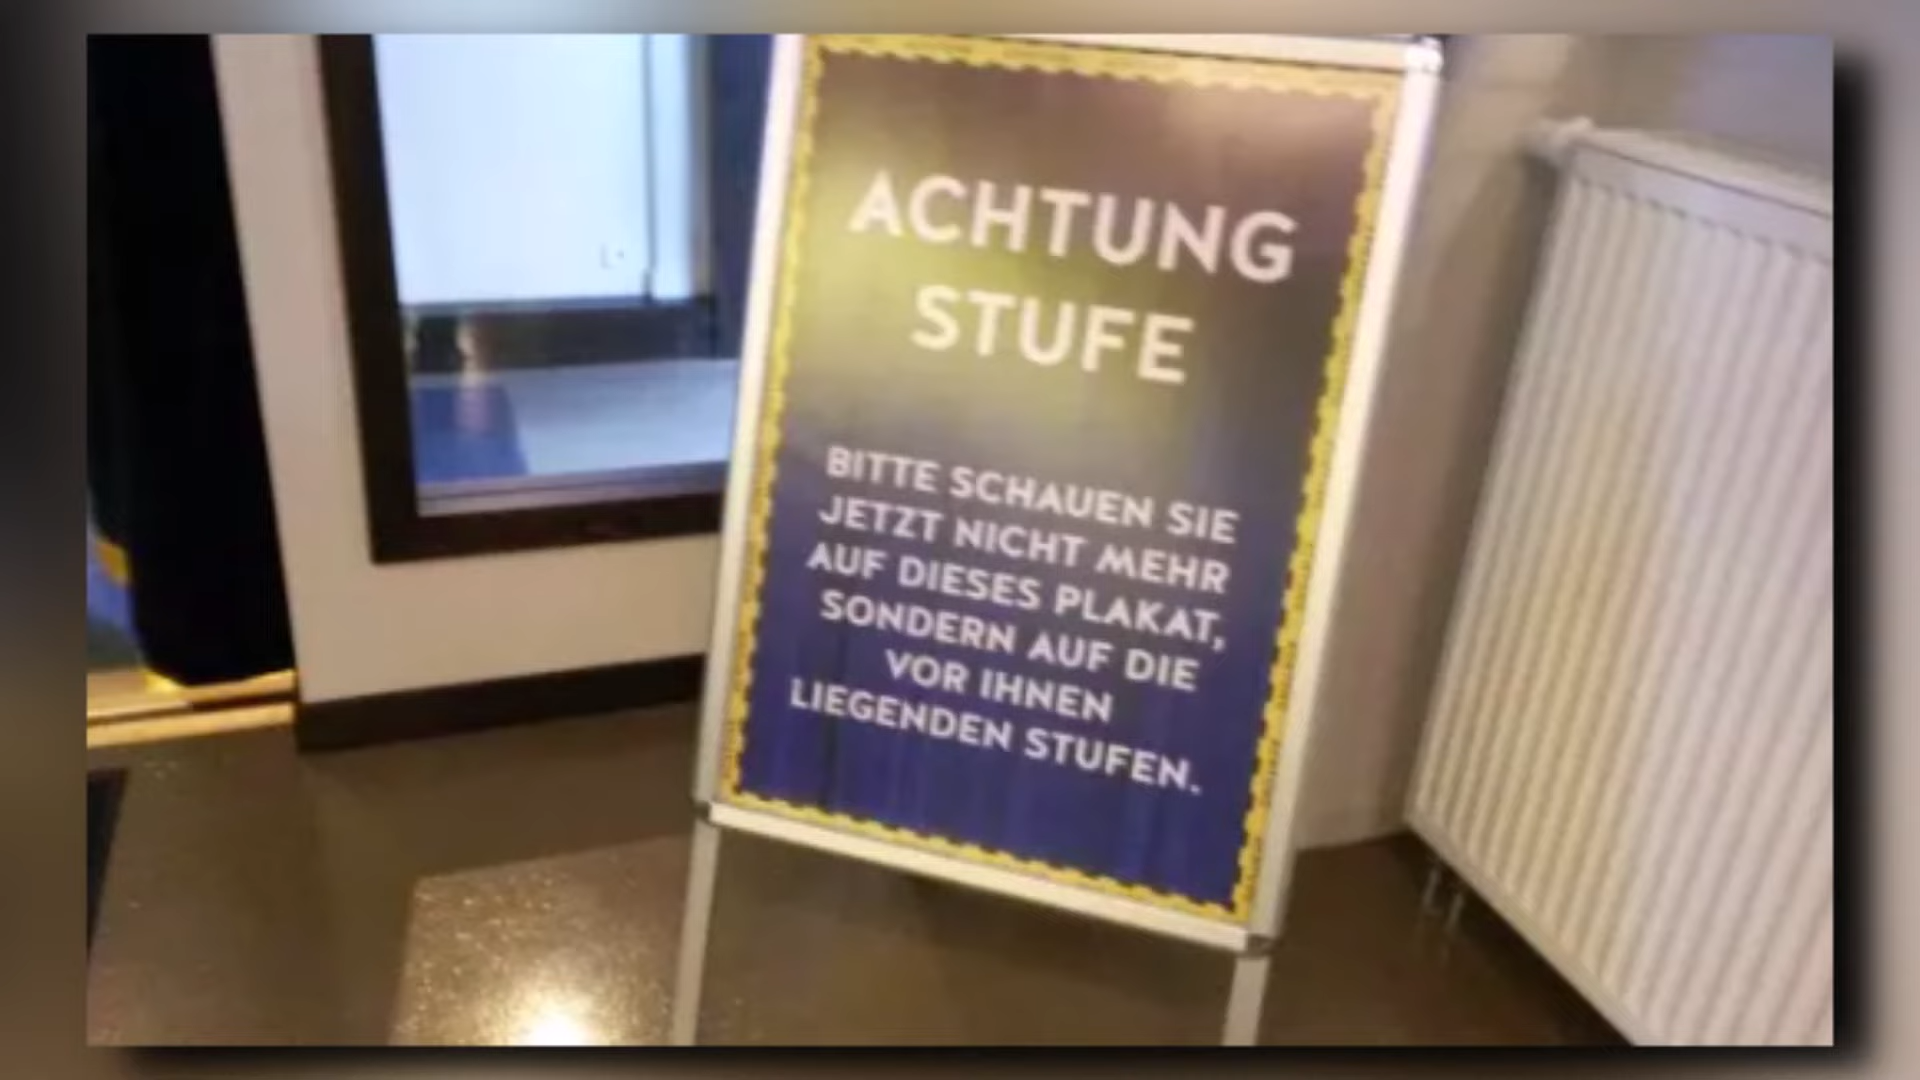 ACHTUNG
STUFE
BITTE SCHAUEN SIE
JETZT NICHT MEHR
AUF DIESES PLAKAT,
SONDERN AUF DIE
VOR IHNEN
LIEGENDEN STUFEN.